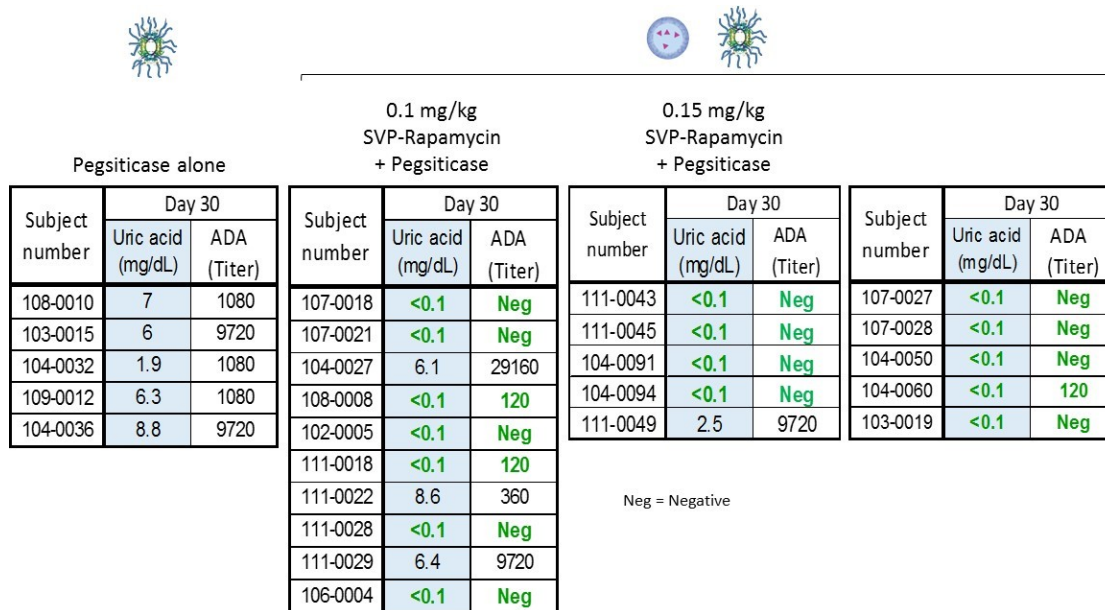 Pegsiticase alone
Subject number | Day 30
Uric acid (mg/dL) | ADA (Titer)
108-0010 | 7 | 1080
103-0015 | 6 | 9720
104-0032 | 1.9 | 1080
109-0012 | 6.3 | 1080
104-0036 | 8.8 | 9720
0.1 mg/kg
SVP-Rapamycin
+ Pegsiticase
Subject number | Day 30
Uric acid (mg/dL) | ADA (Titer)
107-0018 | <0.1 | Neg
107-0021 | <0.1 | Neg
104-0027 | 6.1 | 29160
108-0008 | <0.1 | 120
102-0005 | <0.1 | Neg
111-0018 | <0.1 | 120
111-0022 | 8.6 | 360
111-0028 | <0.1 | Neg
111-0029 | 6.4 | 9720
106-0004 | <0.1 | Neg
0.15 mg/kg
SVP-Rapamycin
+ Pegsiticase
Subject number | Day 30
Uric acid (mg/dL) | ADA (Titer)
111-0043 | <0.1 | Neg
111-0045 | <0.1 | Neg
104-0091 | <0.1 | Neg
104-0094 | <0.1 | Neg
111-0049 | 2.5 | 9720
Subject number | Day 30
Uric acid (mg/dL) | ADA (Titer)
107-0027 | <0.1 | Neg
107-0028 | <0.1 | Neg
104-0050 | <0.1 | Neg
104-0060 | <0.1 | 120
103-0019 | <0.1 | Neg
Neg = Negative